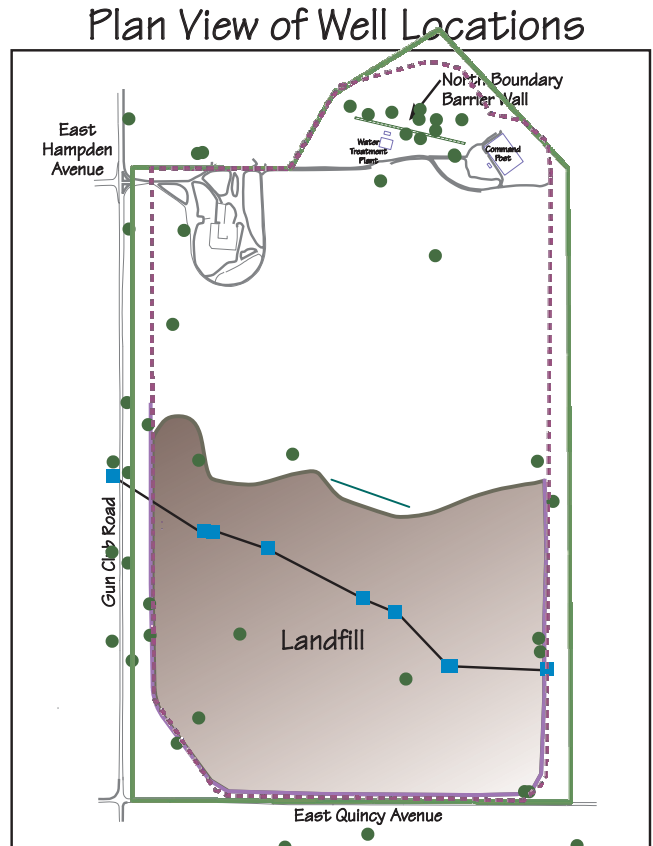 Plan View of Well Locations
North Boundary
Barrier Wall
East
Hampden
Avenue
Water
Treatment
Plant
Command
Post
Gun Club Road
Landfill
East Quincy Avenue